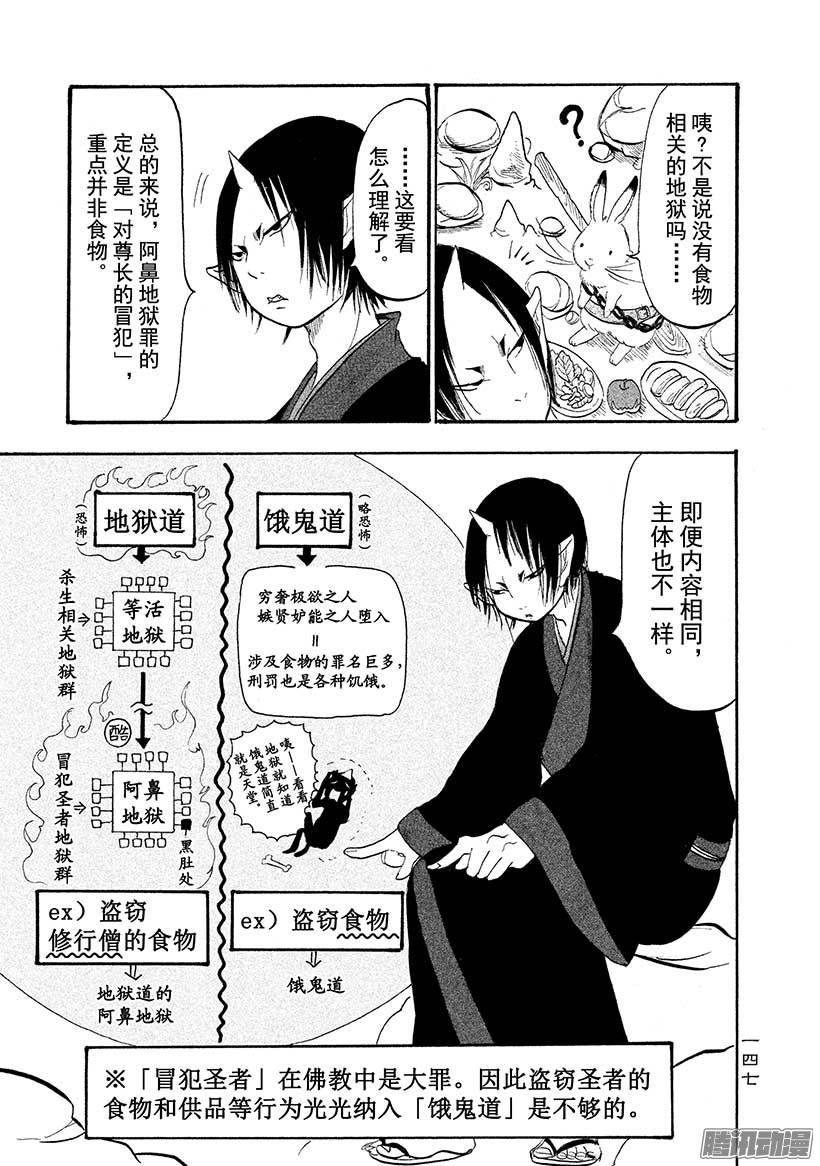 咦？不是说没有食物
相关的地狱吗……
？
……这要看
怎么理解了。
总的来说，阿鼻地狱罪的
定义是「对尊长的冒犯」，
重点并非食物。
即便内容相同，
主体也不一样。
饿鬼道
(略恐怖)
穷奢极欲之人
嫉贤妒能之人堕入
=
涉及食物的罪名巨多，
刑罚也是各种饥饿。
咦——看看
地狱就知道
饿鬼道简直
就是天堂。
ex）盗窃食物
⇓
饿鬼道
地狱道
(恐怖)
杀生相关地狱群
等活
地狱
酷
冒犯圣者地狱群
阿鼻
地狱
黑肚处
ex）盗窃
修行僧的食物
⇓
地狱道的
阿鼻地狱
※「冒犯圣者」在佛教中是大罪。因此盗窃圣者的
食物和供品等行为光光纳入「饿鬼道」是不够的。
一四七
腾讯动漫